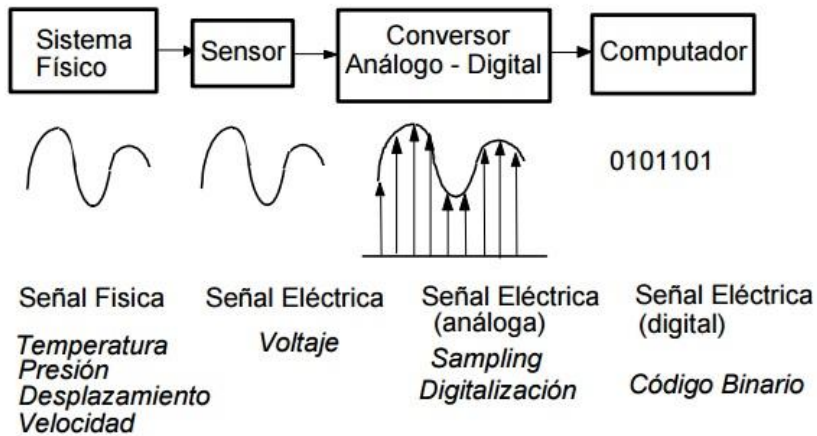 Sistema
Físico
Sensor
Conversor
Análogo - Digital
Computador
0101101
Señal Fisica
Temperatura
Presión
Desplazamiento
Velocidad
Señal Eléctrica
Voltaje
Señal Eléctrica
(análoga)
Sampling
Digitalización
Señal Eléctrica
(digital)
Código Binario